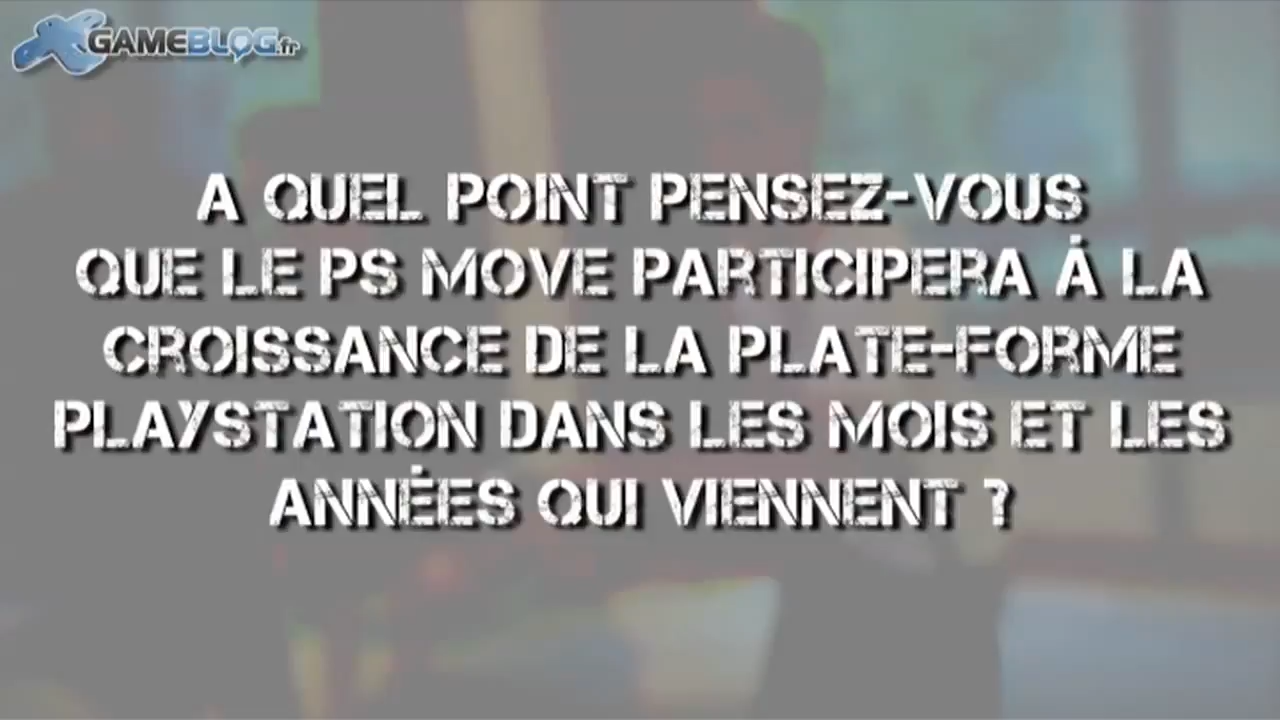 GAMEBLOG.fr
A QUEL POINT PENSEZ-VOUS
QUE LE PS MOVE PARTICIPERA À LA
CROISSANCE DE LA PLATE-FORME
PLAYSTATION DANS LES MOIS ET LES
ANNÉES QUI VIENNENT ?